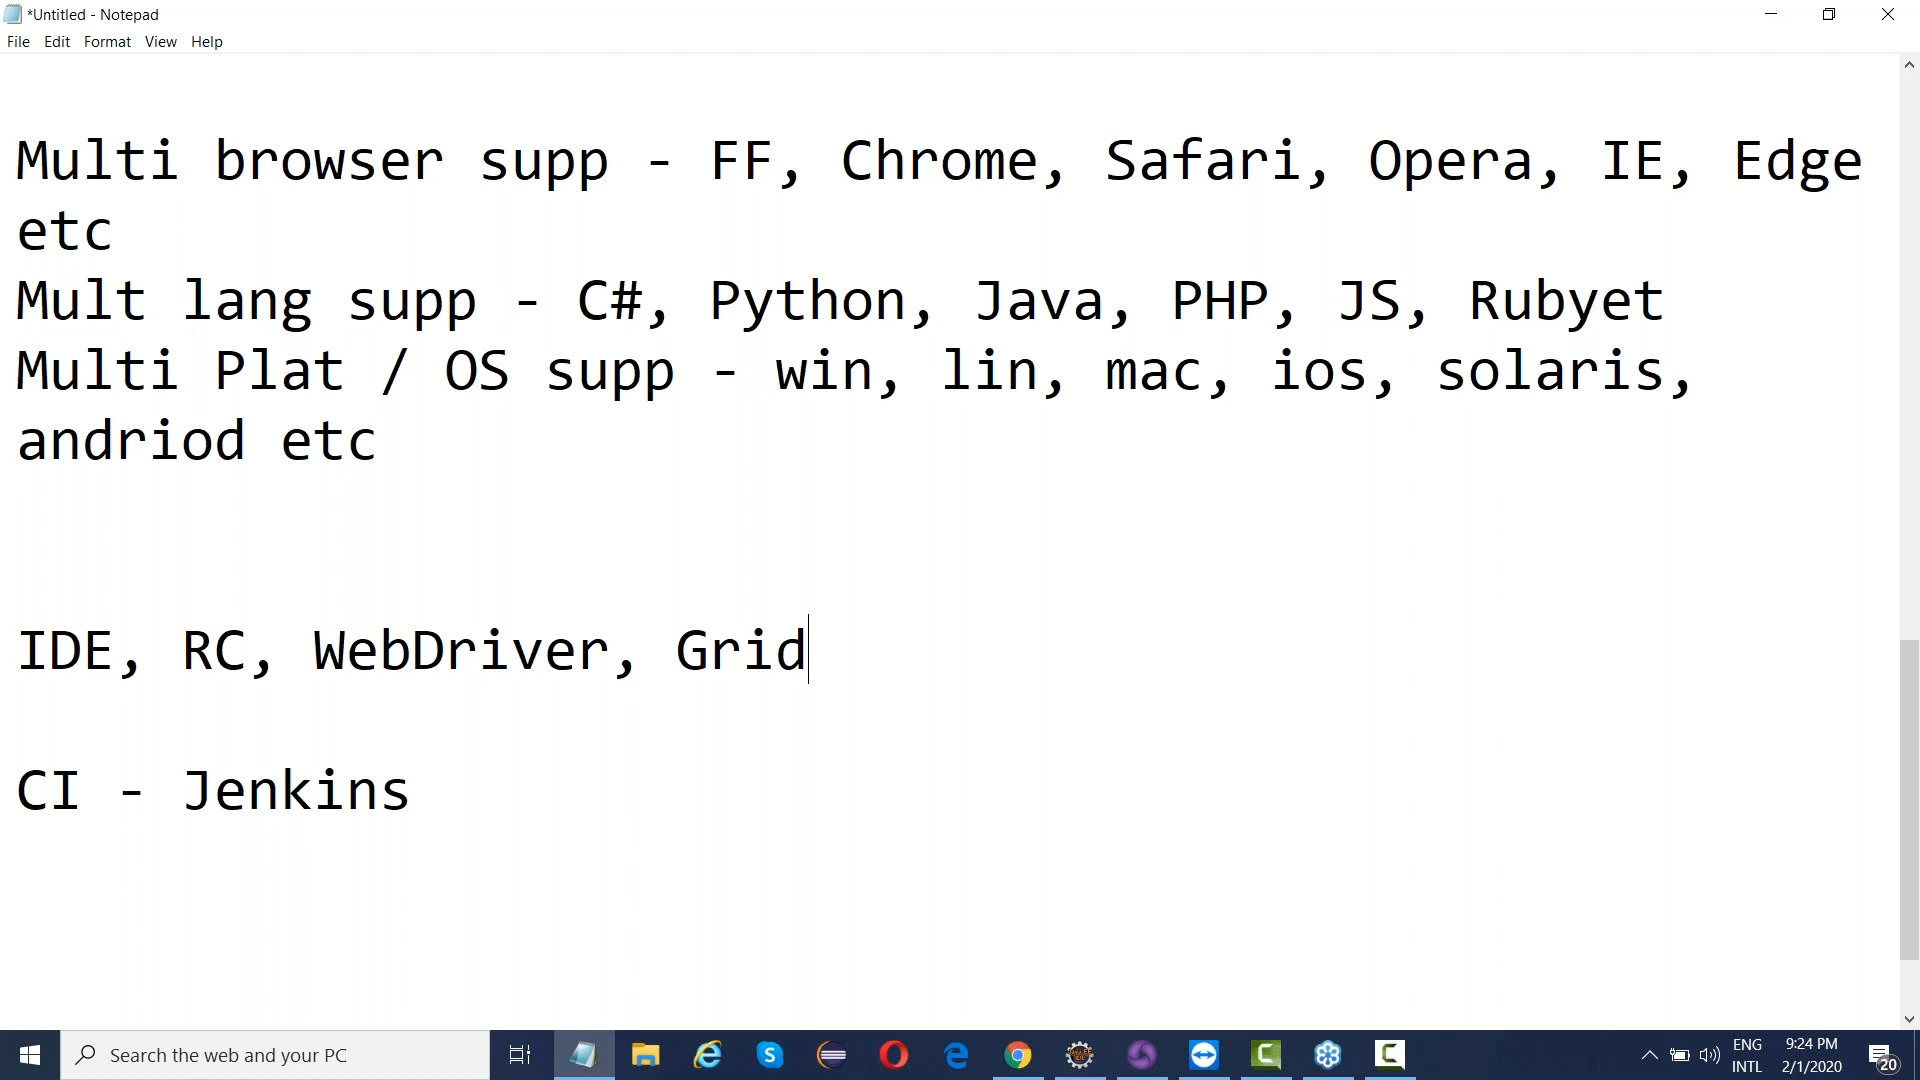 *Untitled - Notepad
File Edit Format View Help
Multi browser supp - FF, Chrome, Safari, Opera, IE, Edge
etc
Mult lang supp - C#, Python, Java, PHP, JS, Rubyet
Multi Plat / OS supp - win, lin, mac, ios, solaris,
andriod etc
IDE, RC, WebDriver, Grid
CI - Jenkins
Search the web and your PC
ENG
INTL
9:24 PM
2/1/2020
20